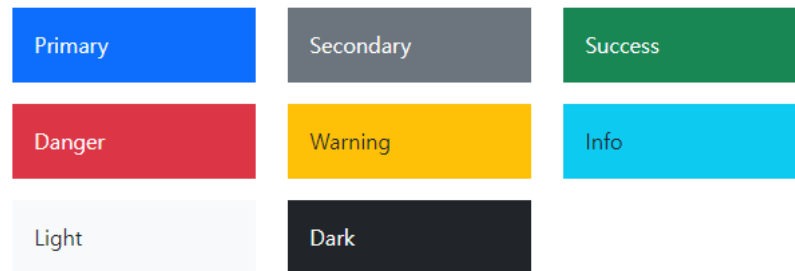 Primary
Secondary
Success
Danger
Warning
Info
Light
Dark